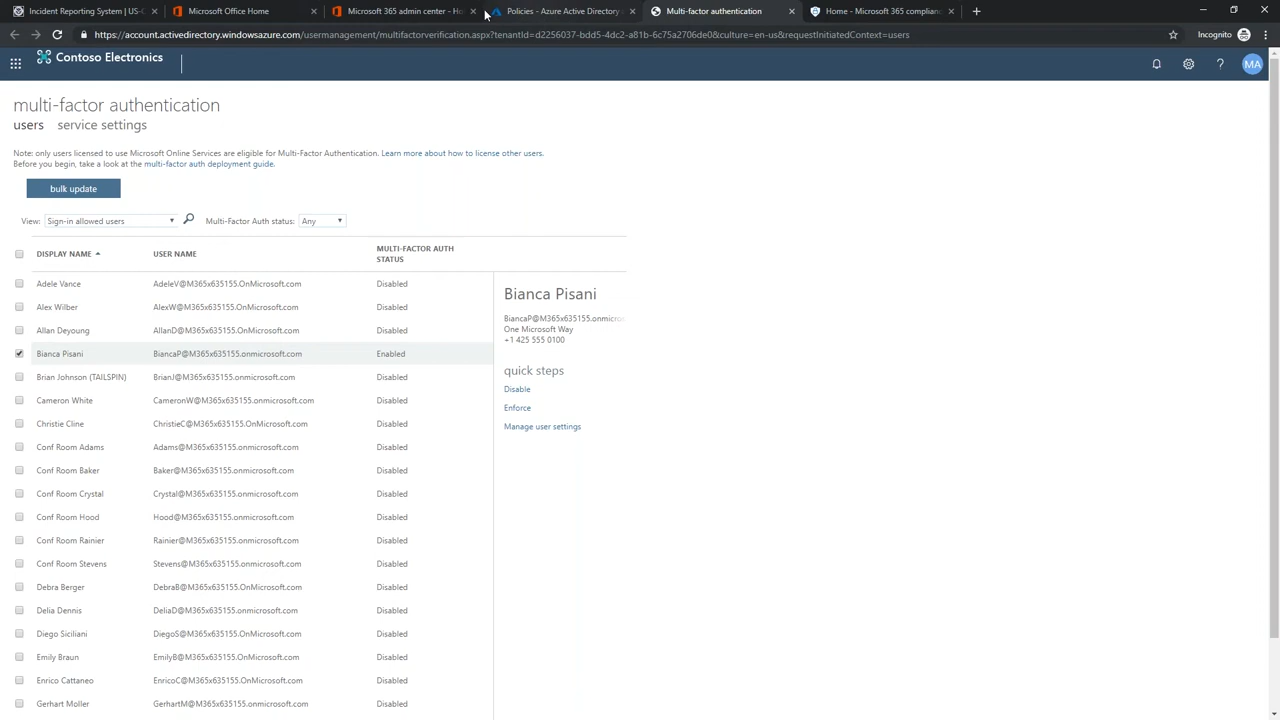 Incident Reporting System | US-C
Microsoft Office Home
Microsoft 365 admin center - Ho
Policies - Azure Active Directory
Multi-factor authentication
Home - Microsoft 365 complianc
https://account.activedirectory.windowsazure.com/usermanagement/multifactorverification.aspx?tenantId=d2256037-bdd5-4dc2-a81b-6c75a2706de0&culture=en-us&requestInitiatedContext=users
Incognito
Contoso Electronics
?
MA
multi-factor authentication
users service settings
Note: only users licensed to use Microsoft Online Services are eligible for Multi-Factor Authentication. Learn more about how to license other users.
Before you begin, take a look at the multi-factor auth deployment guide.
bulk update
View: Sign-in allowed users Multi-Factor Auth status: Any
DISPLAY NAME USER NAME MULTI-FACTOR AUTH STATUS
Adele Vance AdeleV@M365x635155.OnMicrosoft.com Disabled
Alex Wilber AlexW@M365x635155.OnMicrosoft.com Disabled
Allan Deyoung AllanD@M365x635155.OnMicrosoft.com Disabled
Bianca Pisani BiancaP@M365x635155.onmicrosoft.com Enabled
Brian Johnson (TAILSPIN) BrianJ@M365x635155.onmicrosoft.com Disabled
Cameron White CameronW@M365x635155.onmicrosoft.com Disabled
Christie Cline ChristieC@M365x635155.OnMicrosoft.com Disabled
Conf Room Adams Adams@M365x635155.onmicrosoft.com Disabled
Conf Room Baker Baker@M365x635155.onmicrosoft.com Disabled
Conf Room Crystal Crystal@M365x635155.onmicrosoft.com Disabled
Conf Room Hood Hood@M365x635155.onmicrosoft.com Disabled
Conf Room Rainier Rainier@M365x635155.onmicrosoft.com Disabled
Conf Room Stevens Stevens@M365x635155.onmicrosoft.com Disabled
Debra Berger DebraB@M365x635155.OnMicrosoft.com Disabled
Delia Dennis DeliaD@M365x635155.onmicrosoft.com Disabled
Diego Siciliani DiegoS@M365x635155.OnMicrosoft.com Disabled
Emily Braun EmilyB@M365x635155.OnMicrosoft.com Disabled
Enrico Cattaneo EnricoC@M365x635155.OnMicrosoft.com Disabled
Gerhart Moller GerhartM@M365x635155.OnMicrosoft.com Disabled
Bianca Pisani
BiancaP@M365x635155.onmicros
One Microsoft Way
+1 425 555 0100
quick steps
Disable
Enforce
Manage user settings